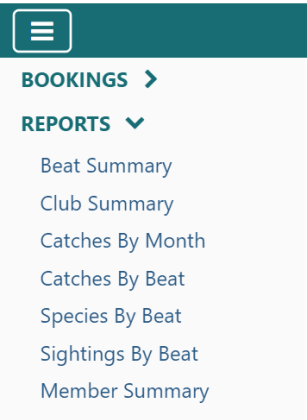 BOOKINGS
REPORTS
Beat Summary
Club Summary
Catches By Month
Catches By Beat
Species By Beat
Sightings By Beat
Member Summary